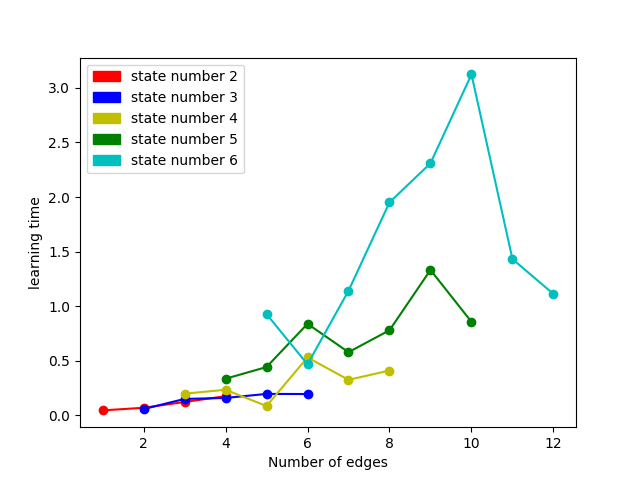 state number 2
state number 3
state number 4
state number 5
state number 6
learning time
3.0
2.5
2.0
1.5
1.0
0.5
0.0
2 4 6 8 10 12
Number of edges